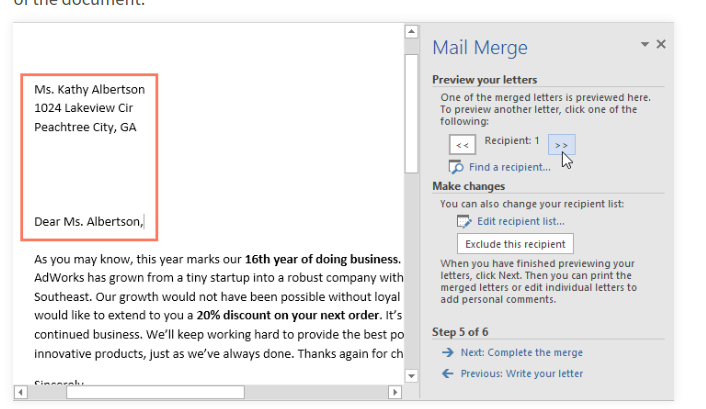 of the document.
Ms. Kathy Albertson
1024 Lakeview Cir
Peachtree City, GA
Dear Ms. Albertson,
As you may know, this year marks our 16th year of doing business.
AdWorks has grown from a tiny startup into a robust company with
Southeast. Our growth would not have been possible without loyal
would like to extend to you a 20% discount on your next order. It's
continued business. We'll keep working hard to provide the best po
innovative products, just as we've always done. Thanks again for ch
Sincerely
Mail Merge
Preview your letters
One of the merged letters is previewed here.
To preview another letter, click one of the
following:
<< Recipient: 1 >>
Find a recipient...
Make changes
You can also change your recipient list:
Edit recipient list...
Exclude this recipient
When you have finished previewing your
letters, click Next. Then you can print the
merged letters or edit individual letters to
add personal comments.
Step 5 of 6
Next: Complete the merge
Previous: Write your letter